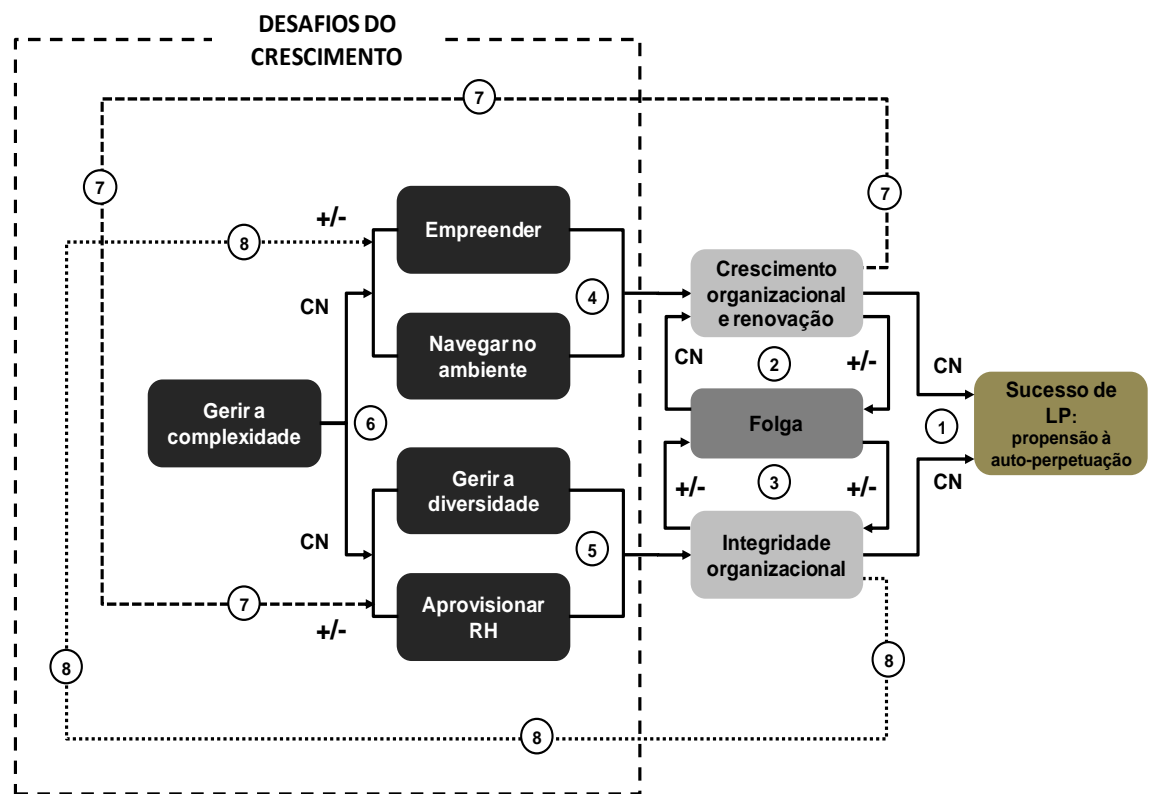 DESAFIOS DO
CRESCIMENTO
7
7
7
+/-
8
Empreender
Crescimento
organizacional
e renovação
4
CN
Navegar no
ambiente
CN
2
+/-
CN
Gerir a
complexidade
6
Folga
1
Sucesso de
LP:
propensão à
auto-perpetuação
Gerir a
diversidade
+/-
3
+/-
CN
CN
5
Integridade
organizacional
7
+/-
Aprovisionar
RH
8
8
8